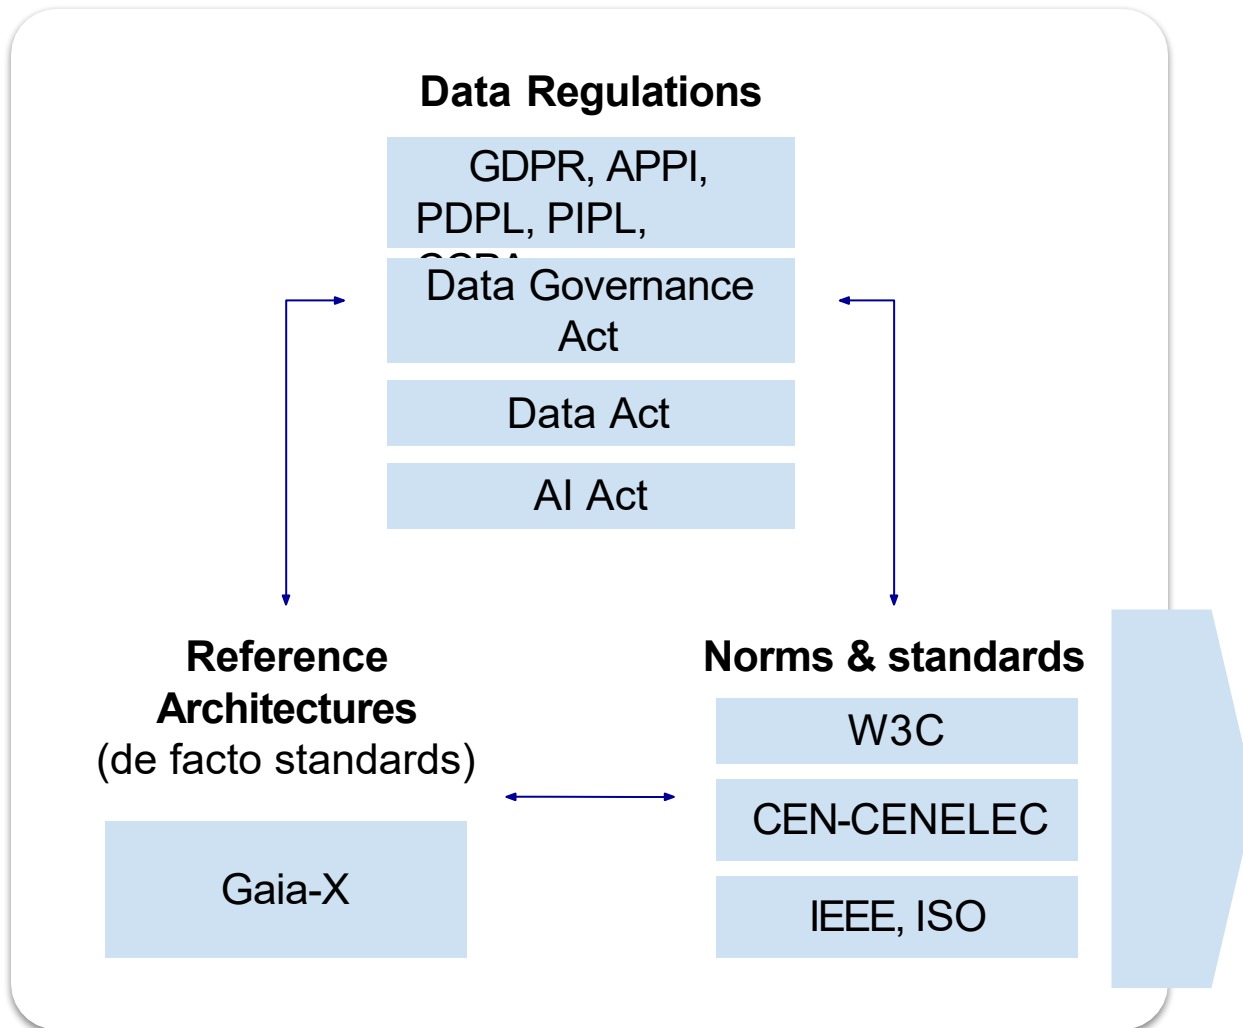 Data Regulations
GDPR, APPI,
PDPL, PIPL,
Data Governance
Act
Data Act
AI Act
Reference
Architectures
(de facto standards)
Gaia-X
Norms & standards
W3C
CEN-CENELEC
IEEE, ISO